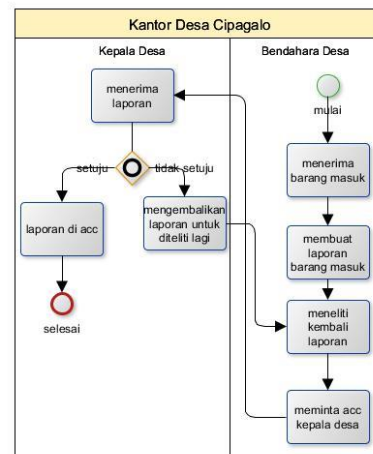 Kantor Desa Cipagalo
Kepala Desa
Bendahara Desa
menerima
laporan
mulai
setuju
tidak setuju
menerima
barang masuk
laporan di acc
mengembalikan
laporan untuk
diteliti lagi
membuat
laporan
barang masuk
selesai
meneliti
kembali
laporan
meminta acc
kepala desa